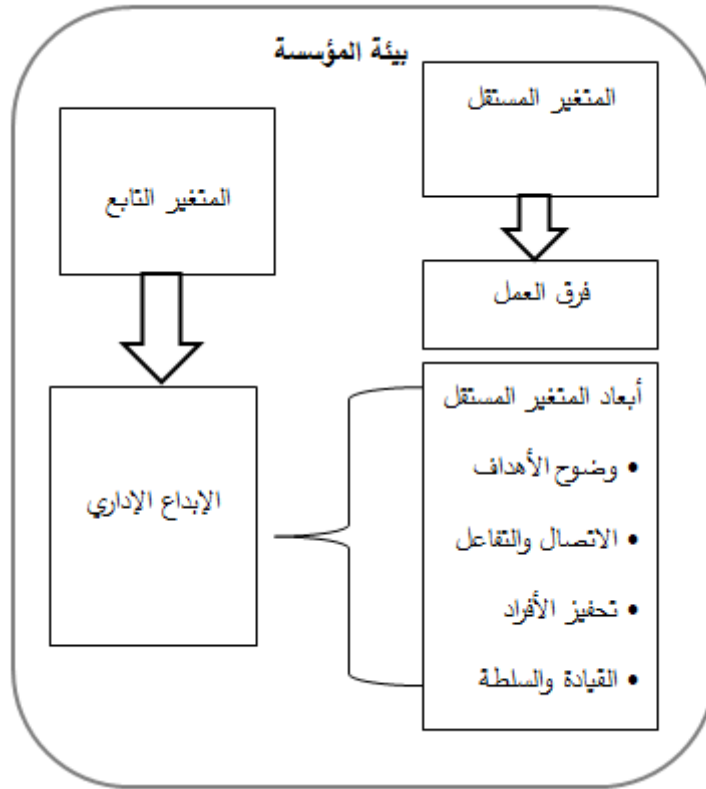 بيئة المؤسسة
المتغير المستقل
فرق العمل
أبعاد المتغير المستقل
• وضوح الأهداف
• الاتصال والتفاعل
• تحفيز الأفراد
• القيادة والسلطة
المتغير التابع
الإبداع الإداري